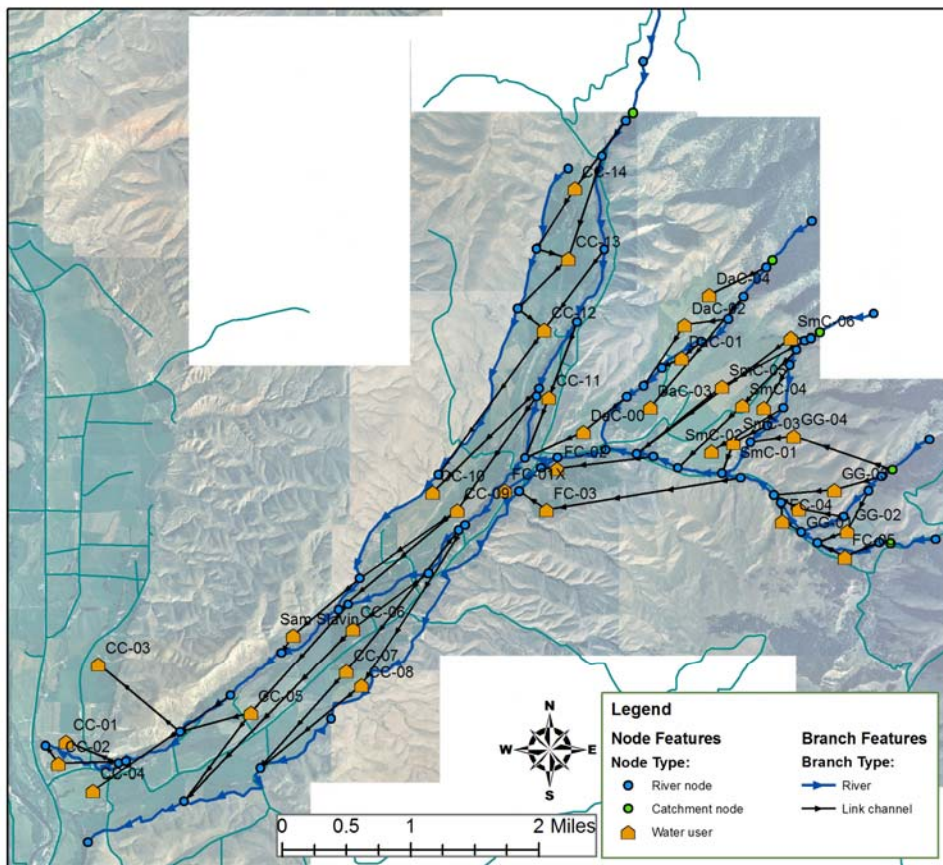 CC-14
CC-13
DaC-04
DaC-02
CC-12
SmC-06
DaC-01
SmC-05
CC-11
SmC-04
DaC-03
DaC-00
SmC-03
GG-04
SmC-02
SmC-01
FC-02
FC-01X
GG-03
CC-10
CC-09
FC-03
FC-04
GG-02
GG-01
FC-05
CC-06
Sam Slavin
CC-03
CC-07
CC-08
CC-05
CC-01
CC-02
CC-04
N
W E
S
0 0.5 1 2 Miles
Legend
Node Features Branch Features
Node Type: Branch Type:
River node River
Catchment node Link channel
Water user